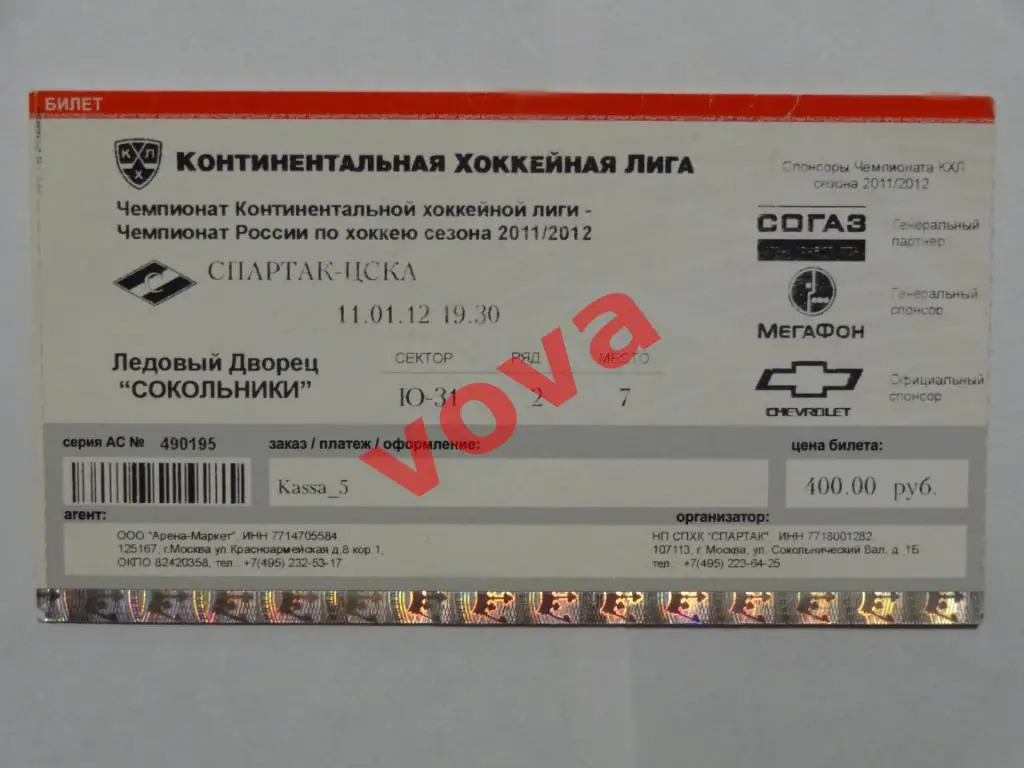 БИЛЕТ
КХЛ
КОНТИНЕНТАЛЬНАЯ ХОККЕЙНАЯ ЛИГА
Чемпионат Континентальной хоккейной лиги -
Чемпионат России по хоккею сезона 2011/2012
СПАРТАК-ЦСКА
11.01.12 19.30
Ледовый Дворец
“СОКОЛЬНИКИ”
СЕКТОР РЯД МЕСТО
Ю-31 2 7
Спонсоры Чемпионата КХЛ
сезона 2011/2012
СОГАЗ
Генеральный
партнер
МЕГАФОН
Генеральный
спонсор
CHEVROLET
Официальный
спонсор
vova
серия АС № 490195
заказ / платеж / оформление:
Kassa_5
цена билета:
400.00 руб.
агент:
ООО "Арена-Маркет", ИНН 7714705584,
125167, г.Москва ул.Красноармейская д.8 кор.1,
ОКПО 82420358, тел.: +7(495) 232-53-17
организатор:
НП СПХК "СПАРТАК", ИНН 7718001282,
107113, г. Москва, ул. Сокольнический Вал, д. 1Б
тел.: +7(495) 223-64-25